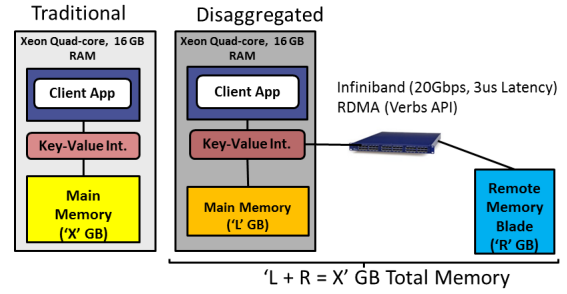 Traditional
Xeon Quad-core, 16 GB
RAM
Client App
Key-Value Int.
Main
Memory
('X' GB)
Disaggregated
Xeon Quad-core, 16 GB
RAM
Client App
Key-Value Int.
Main Memory
('L' GB)
Infiniband (20Gbps, 3us Latency)
RDMA (Verbs API)
Remote
Memory
Blade
('R' GB)
'L + R = X' GB Total Memory